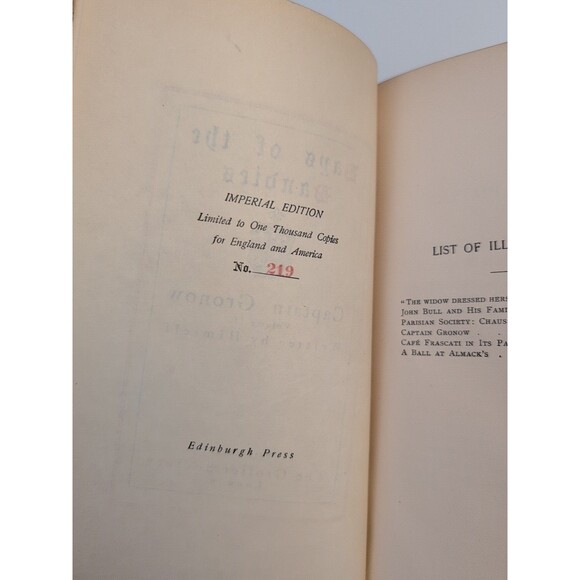 IMPERIAL EDITION
Limited to One Thousand Copies
for England and America
No. 219
Edinburgh Press
LIST OF ILL
"THE WIDOW DRESSED HERS
JOHN BULL AND HIS FAMI
PARISIAN SOCIETY: CHAUS
CAPTAIN GRONOW . .
CAFÉ FRASCATI IN ITS PA
A BALL AT ALMACK'S .